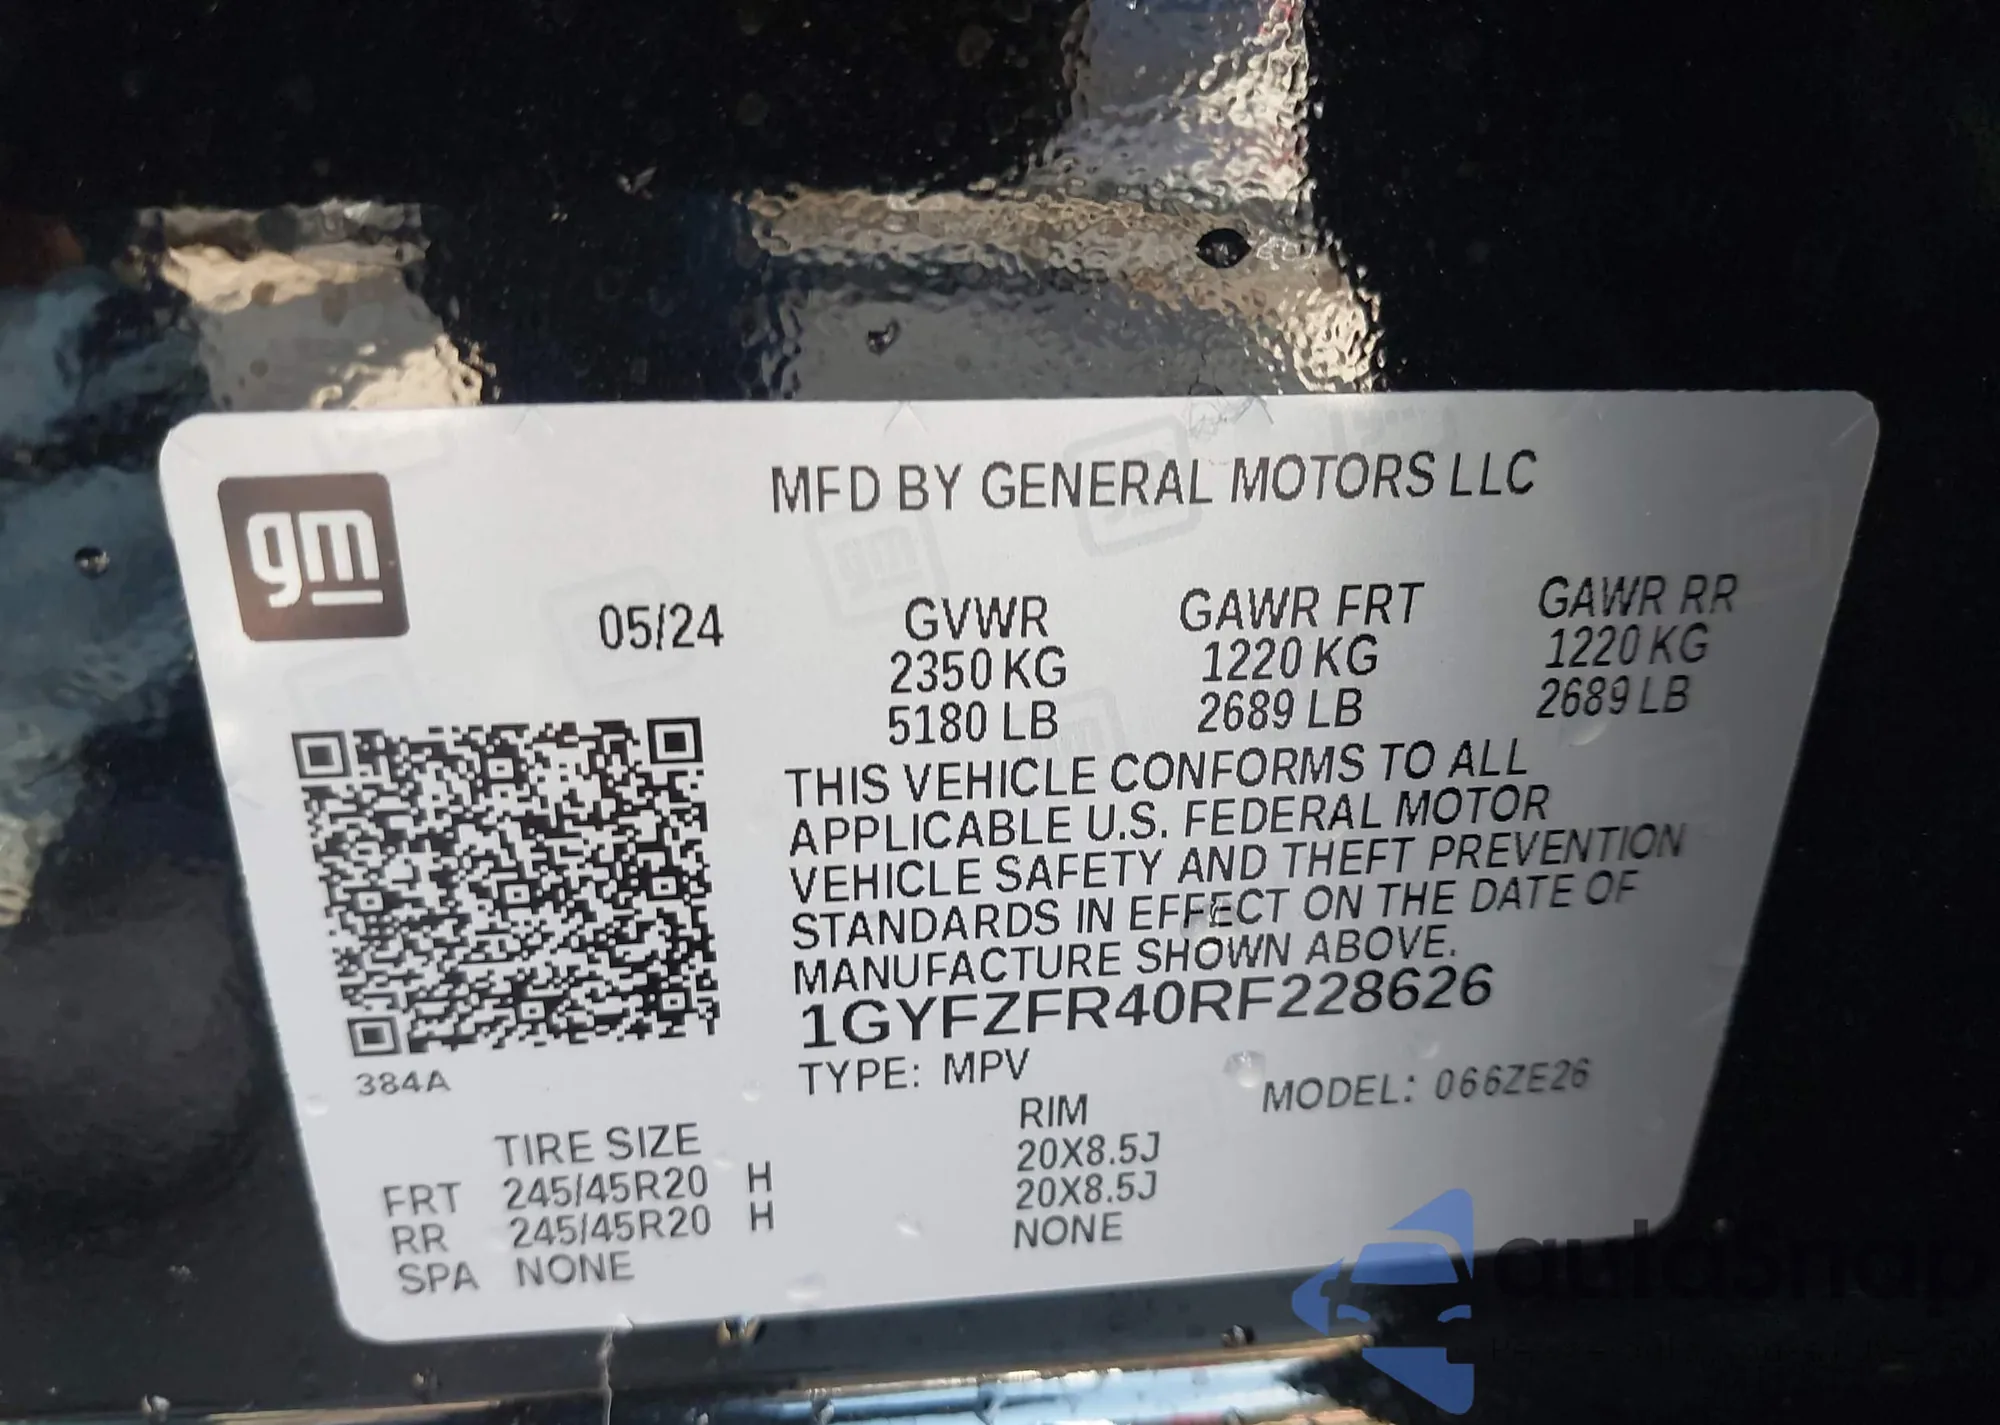 MFD BY GENERAL MOTORS LLC
gm
05/24
GVWR GAWR FRT GAWR RR
2350 KG 1220 KG 1220 KG
5180 LB 2689 LB 2689 LB
THIS VEHICLE CONFORMS TO ALL
APPLICABLE U.S. FEDERAL MOTOR
VEHICLE SAFETY AND THEFT PREVENTION
STANDARDS IN EFFECT ON THE DATE OF
MANUFACTURE SHOWN ABOVE.
1GYFZFR40RF228626
384A
TYPE: MPV MODEL: 066ZE26
TIRE SIZE RIM
FRT 245/45R20 H 20X8.5J
RR 245/45R20 H 20X8.5J
SPA NONE NONE
autosnap